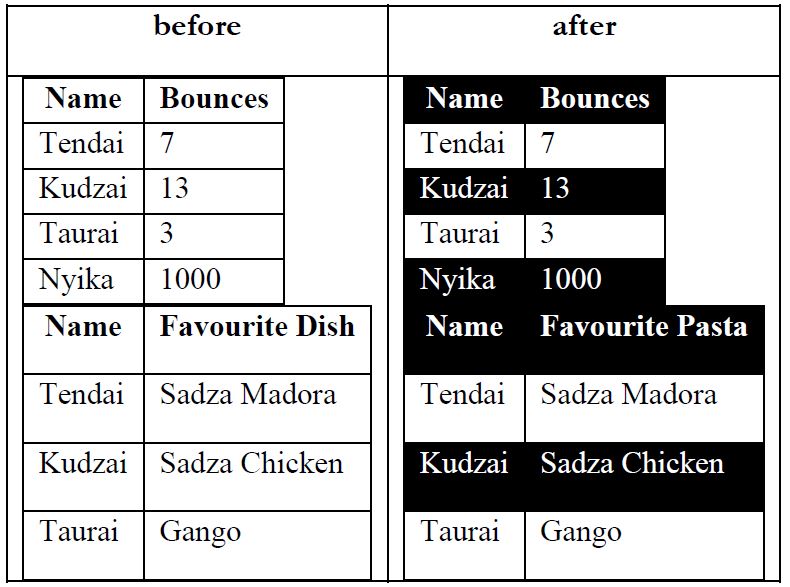 before after
Name Bounces Name Bounces
Tendai 7 Tendai 7
Kudzai 13 Kudzai 13
Taurai 3 Taurai 3
Nyika 1000 Nyika 1000
Name Favourite Dish Name Favourite Pasta
Tendai Sadza Madora Tendai Sadza Madora
Kudzai Sadza Chicken Kudzai Sadza Chicken
Taurai Gango Taurai Gango